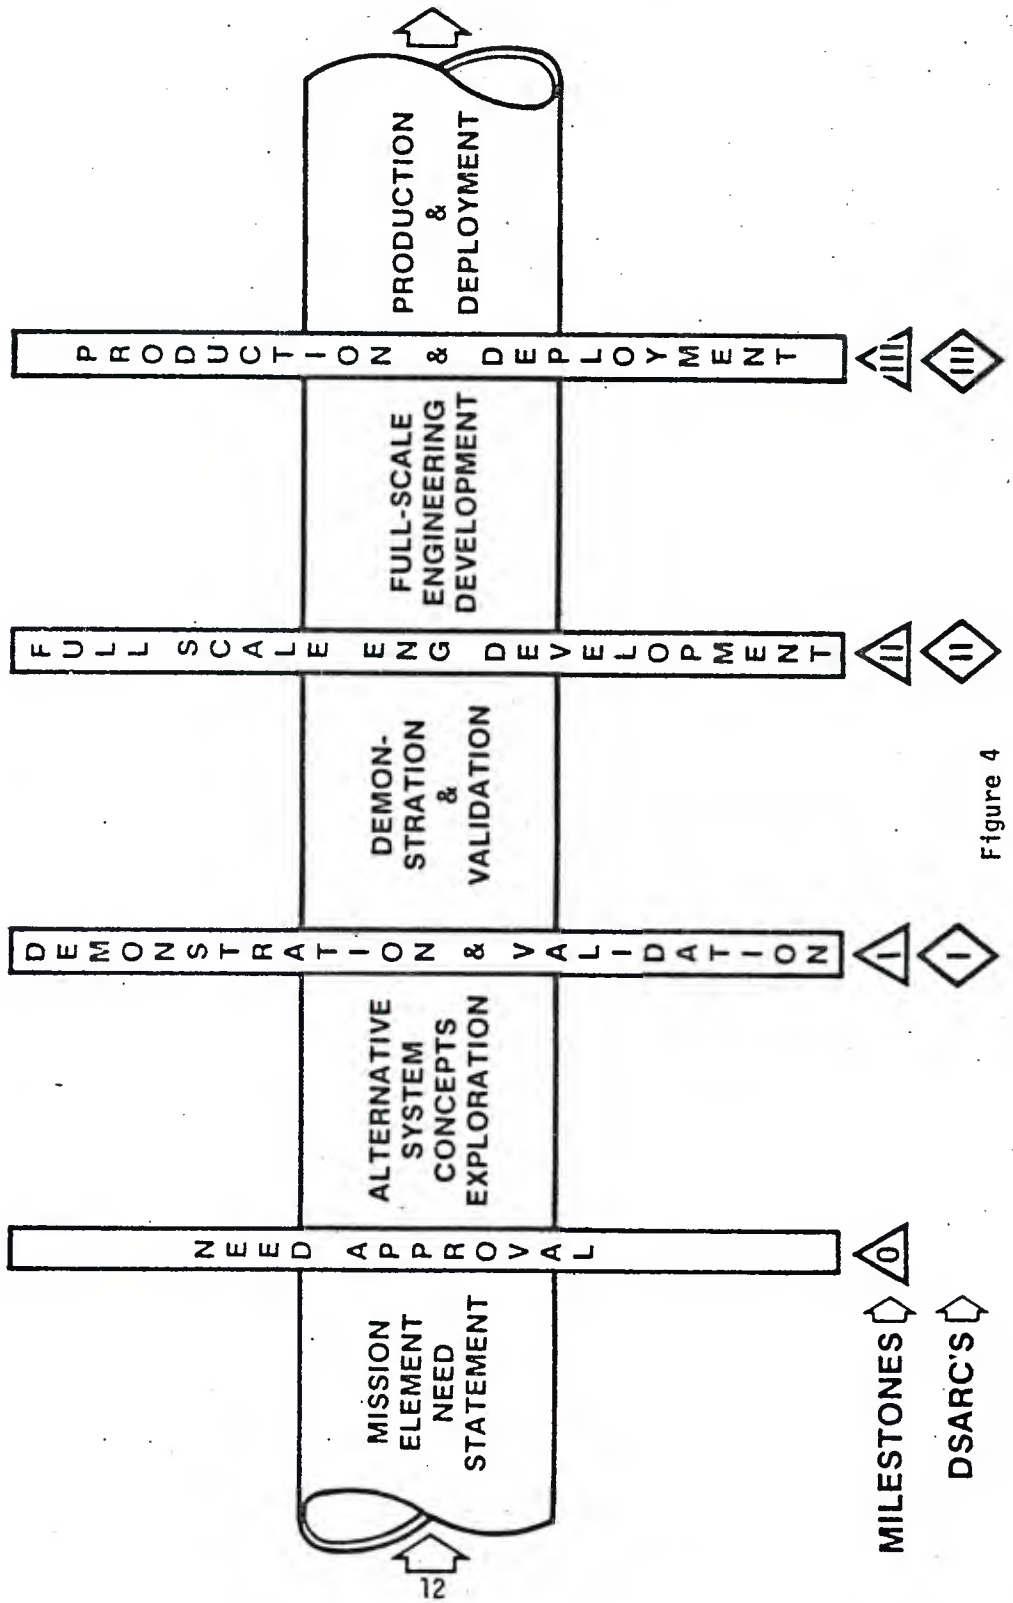 MISSION
ELEMENT
NEED
STATEMENT
NEED APPROVAL
ALTERNATIVE
SYSTEM
CONCEPTS
EXPLORATION
DEMONSTRATION & VALIDATION
DEMON-
STRATION
&
VALIDATION
FULL SCALE ENG DEVELOPMENT
FULL-SCALE
ENGINEERING
DEVELOPMENT
PRODUCTION & DEPLOYMENT
PRODUCTION
&
DEPLOYMENT
MILESTONES 0 I II III
DSARC'S I II III
Figure 4
12